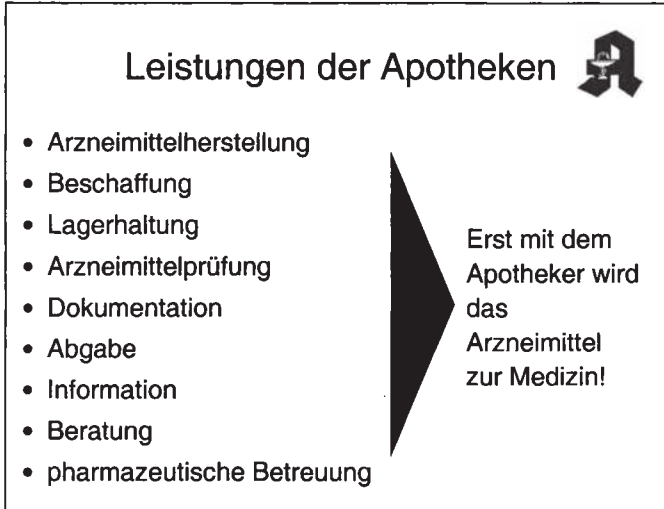 Leistungen der Apotheken
• Arzneimittelherstellung
• Beschaffung
• Lagerhaltung
• Arzneimittelprüfung
• Dokumentation
• Abgabe
• Information
• Beratung
• pharmazeutische Betreuung
Erst mit dem
Apotheker wird
das
Arzneimittel
zur Medizin!